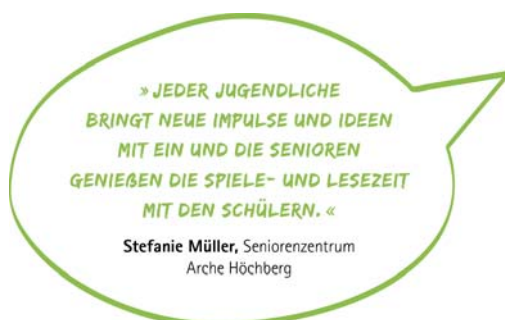 » JEDER JUGENDLICHE
BRINGT NEUE IMPULSE UND IDEEN
MIT EIN UND DIE SENIOREN
GENIEßEN DIE SPIELE- UND LESEZEIT
MIT DEN SCHÜLERN. «
Stefanie Müller, Seniorenzentrum
Arche Höchberg